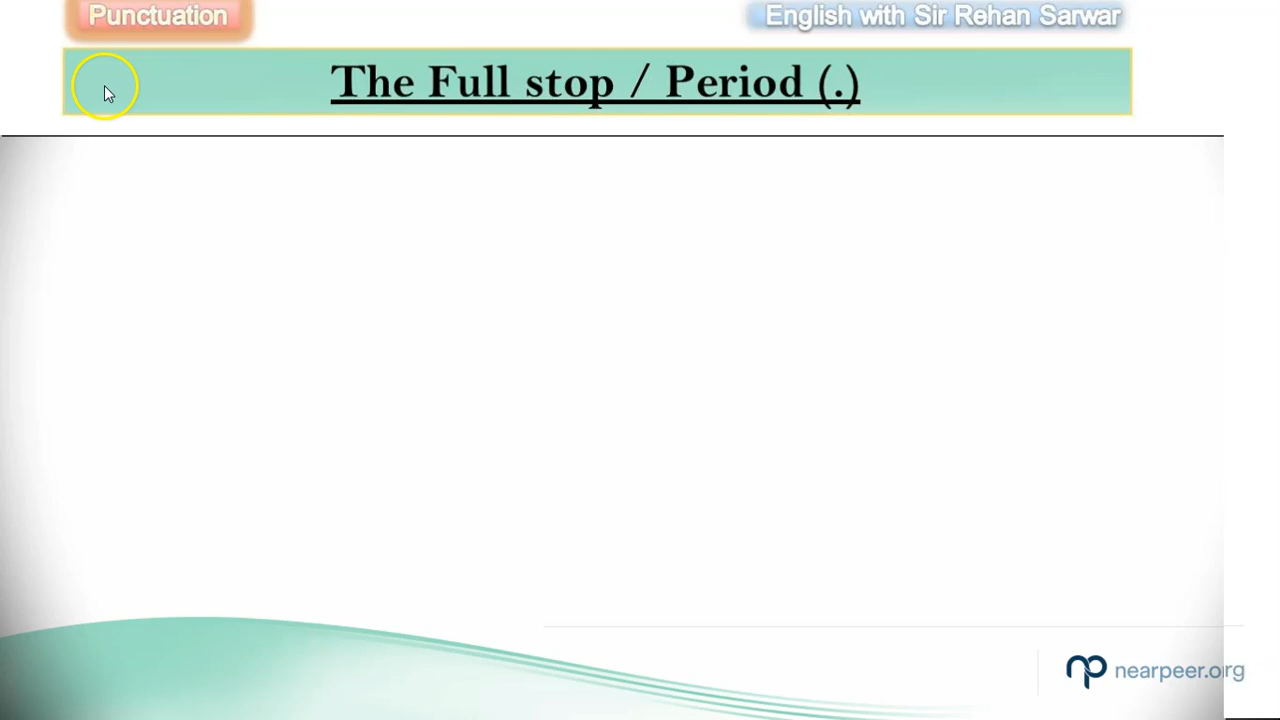 Punctuation
English with Sir Rehan Sarwar
The Full stop / Period (.)
nearpeer.org